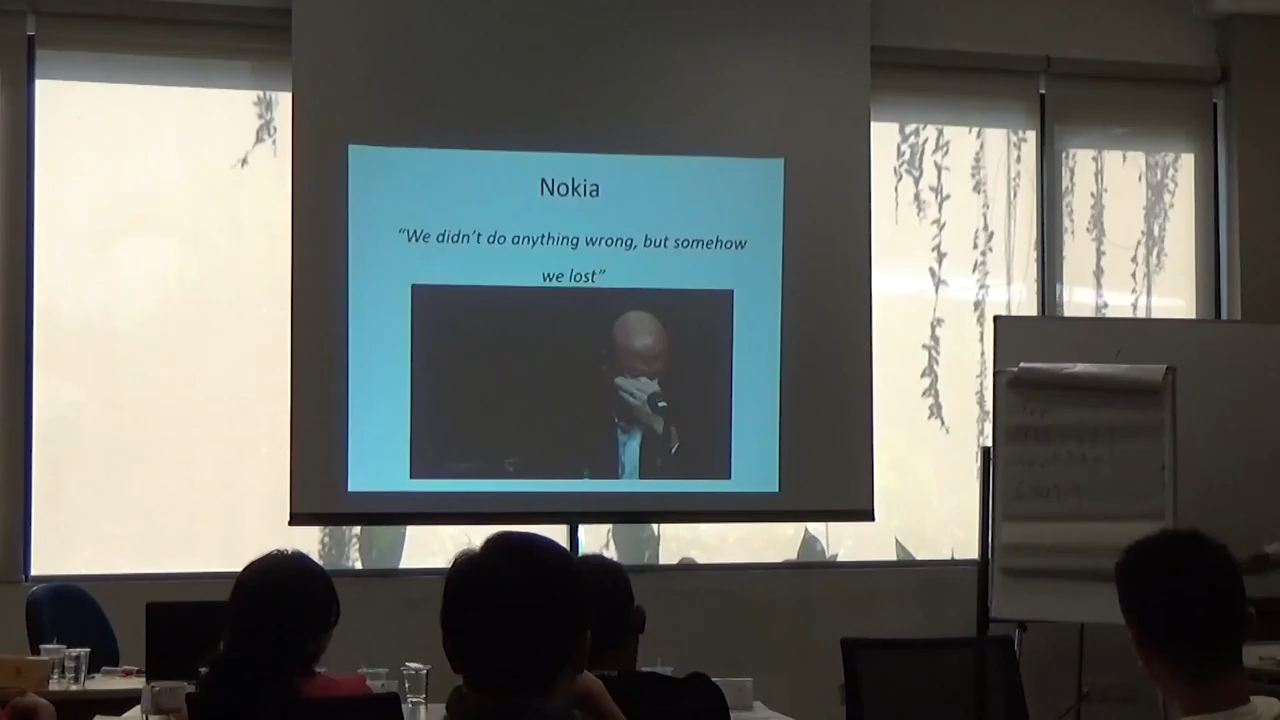 Nokia
“We didn’t do anything wrong, but somehow
we lost”